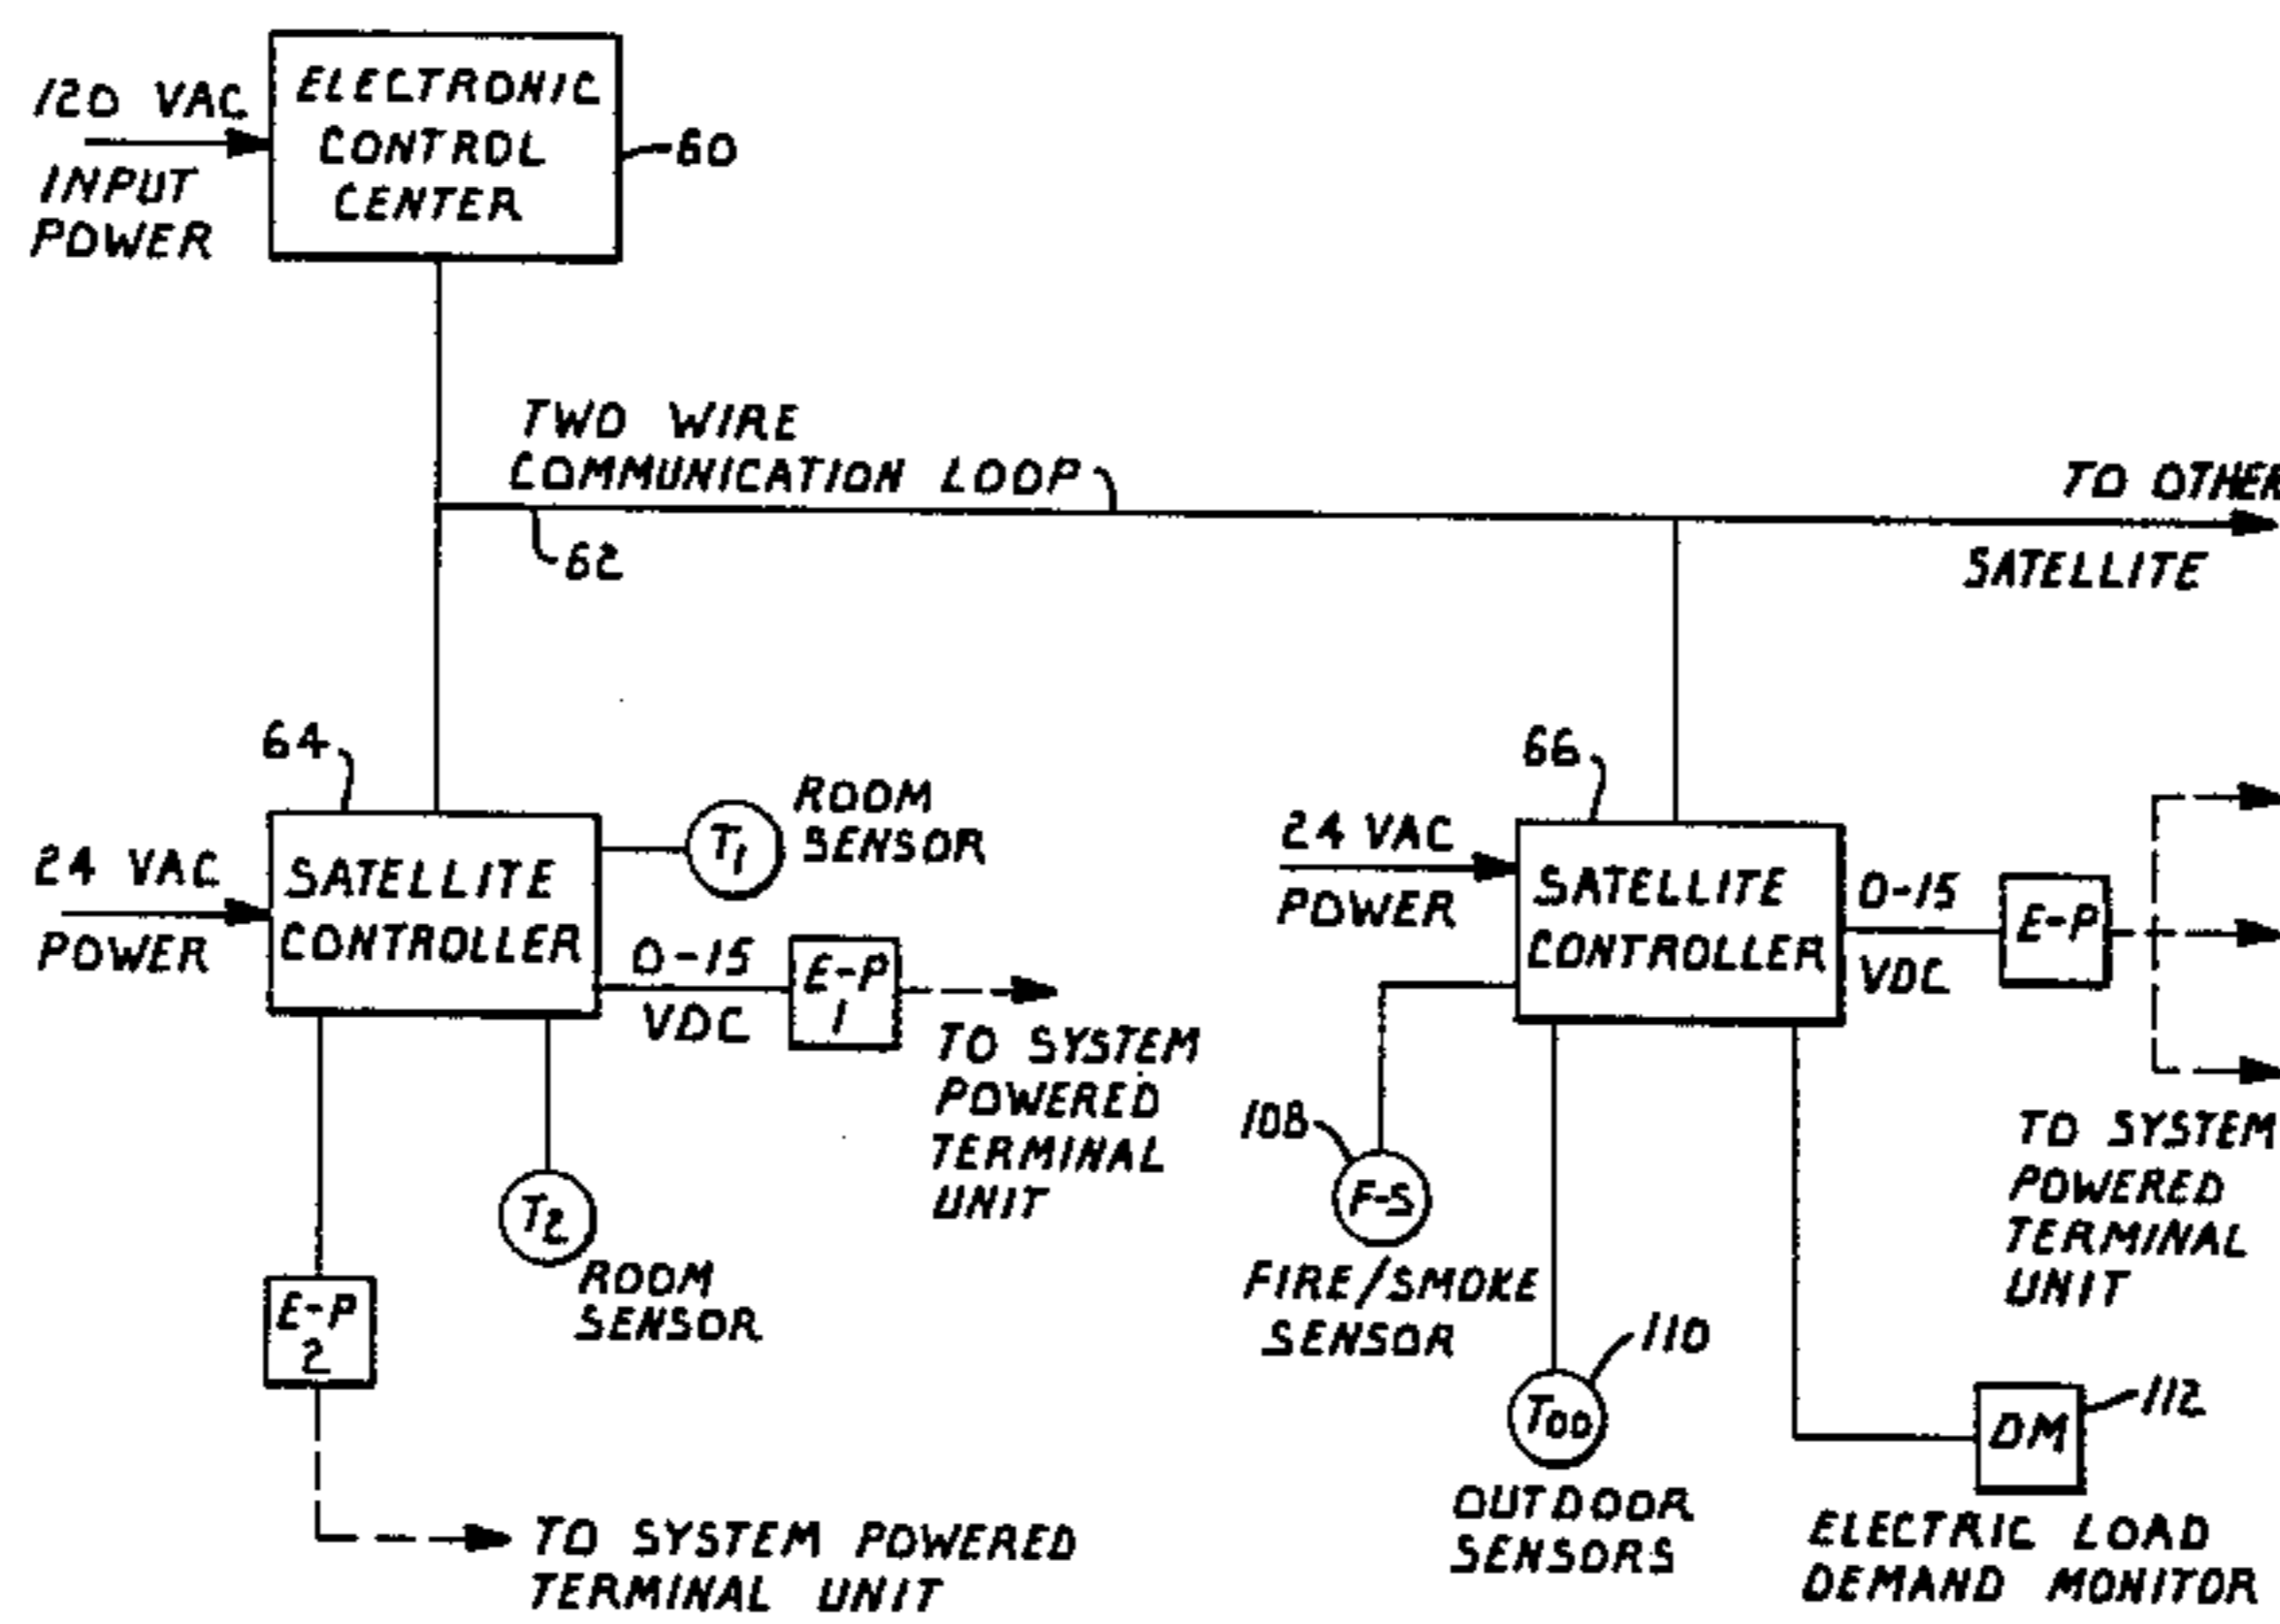 120 VAC
INPUT
POWER
ELECTRONIC
CONTROL
CENTER
60
TWO WIRE
COMMUNICATION LOOP
62
TO OTHER
SATELLITE
64
24 VAC
POWER
SATELLITE
CONTROLLER
T1
ROOM
SENSOR
0-15
VDC
E-P
1
TO SYSTEM
POWERED
TERMINAL
UNIT
T2
ROOM
SENSOR
E-P
2
TO SYSTEM POWERED
TERMINAL UNIT
66
24 VAC
POWER
SATELLITE
CONTROLLER
0-15
VDC
E-P
TO SYSTEM
POWERED
TERMINAL
UNIT
108
F-S
FIRE/SMOKE
SENSOR
110
TOD
OUTDOOR
SENSORS
112
DM
ELECTRIC LOAD
DEMAND MONITOR